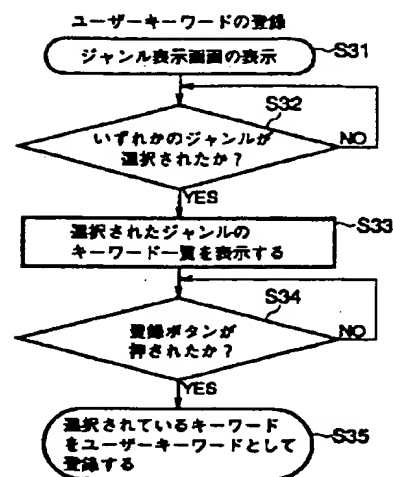 ユーザーキーワードの登録
ジャンル表示画面の表示
S31
S32
いずれかのジャンルが
選択されたか？
NO
YES
選択されたジャンルの
キーワード一覧を表示する
S33
S34
登録ボタンが
押されたか？
NO
YES
選択されているキーワード
をユーザーキーワードとして
登録する
S35